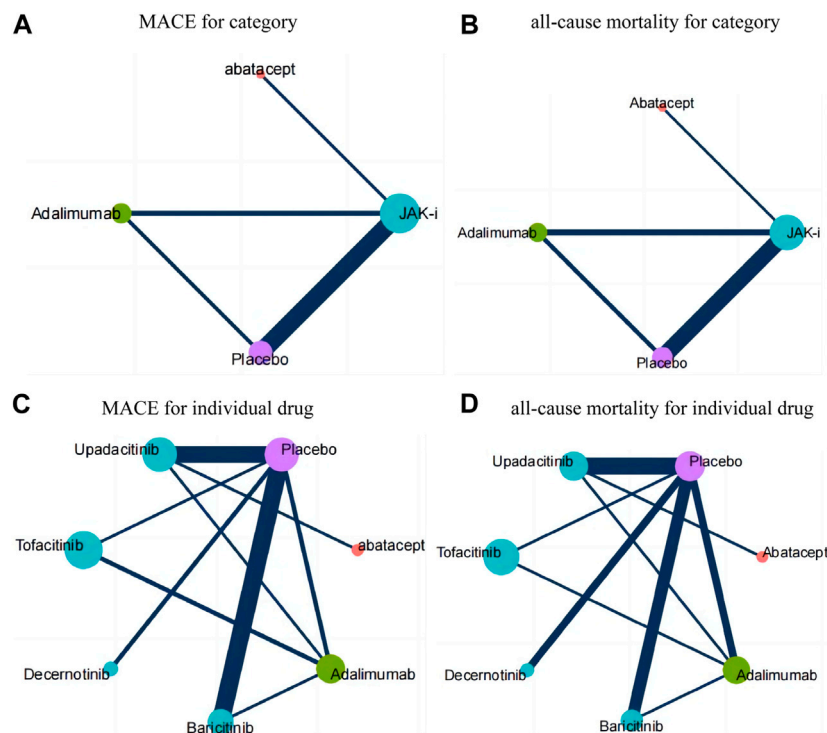 A
MACE for category
abatacept
Adalimumab
JAK-i
Placebo
B
all-cause mortality for category
Abatacept
Adalimumab
JAK-i
Placebo
C
MACE for individual drug
Upadacitinib
Placebo
Tofacitinib
abatacept
Decernotinib
Adalimumab
Baricitinib
D
all-cause mortality for individual drug
Upadacitinib
Placebo
Tofacitinib
Abatacept
Decernotinib
Adalimumab
Baricitinib